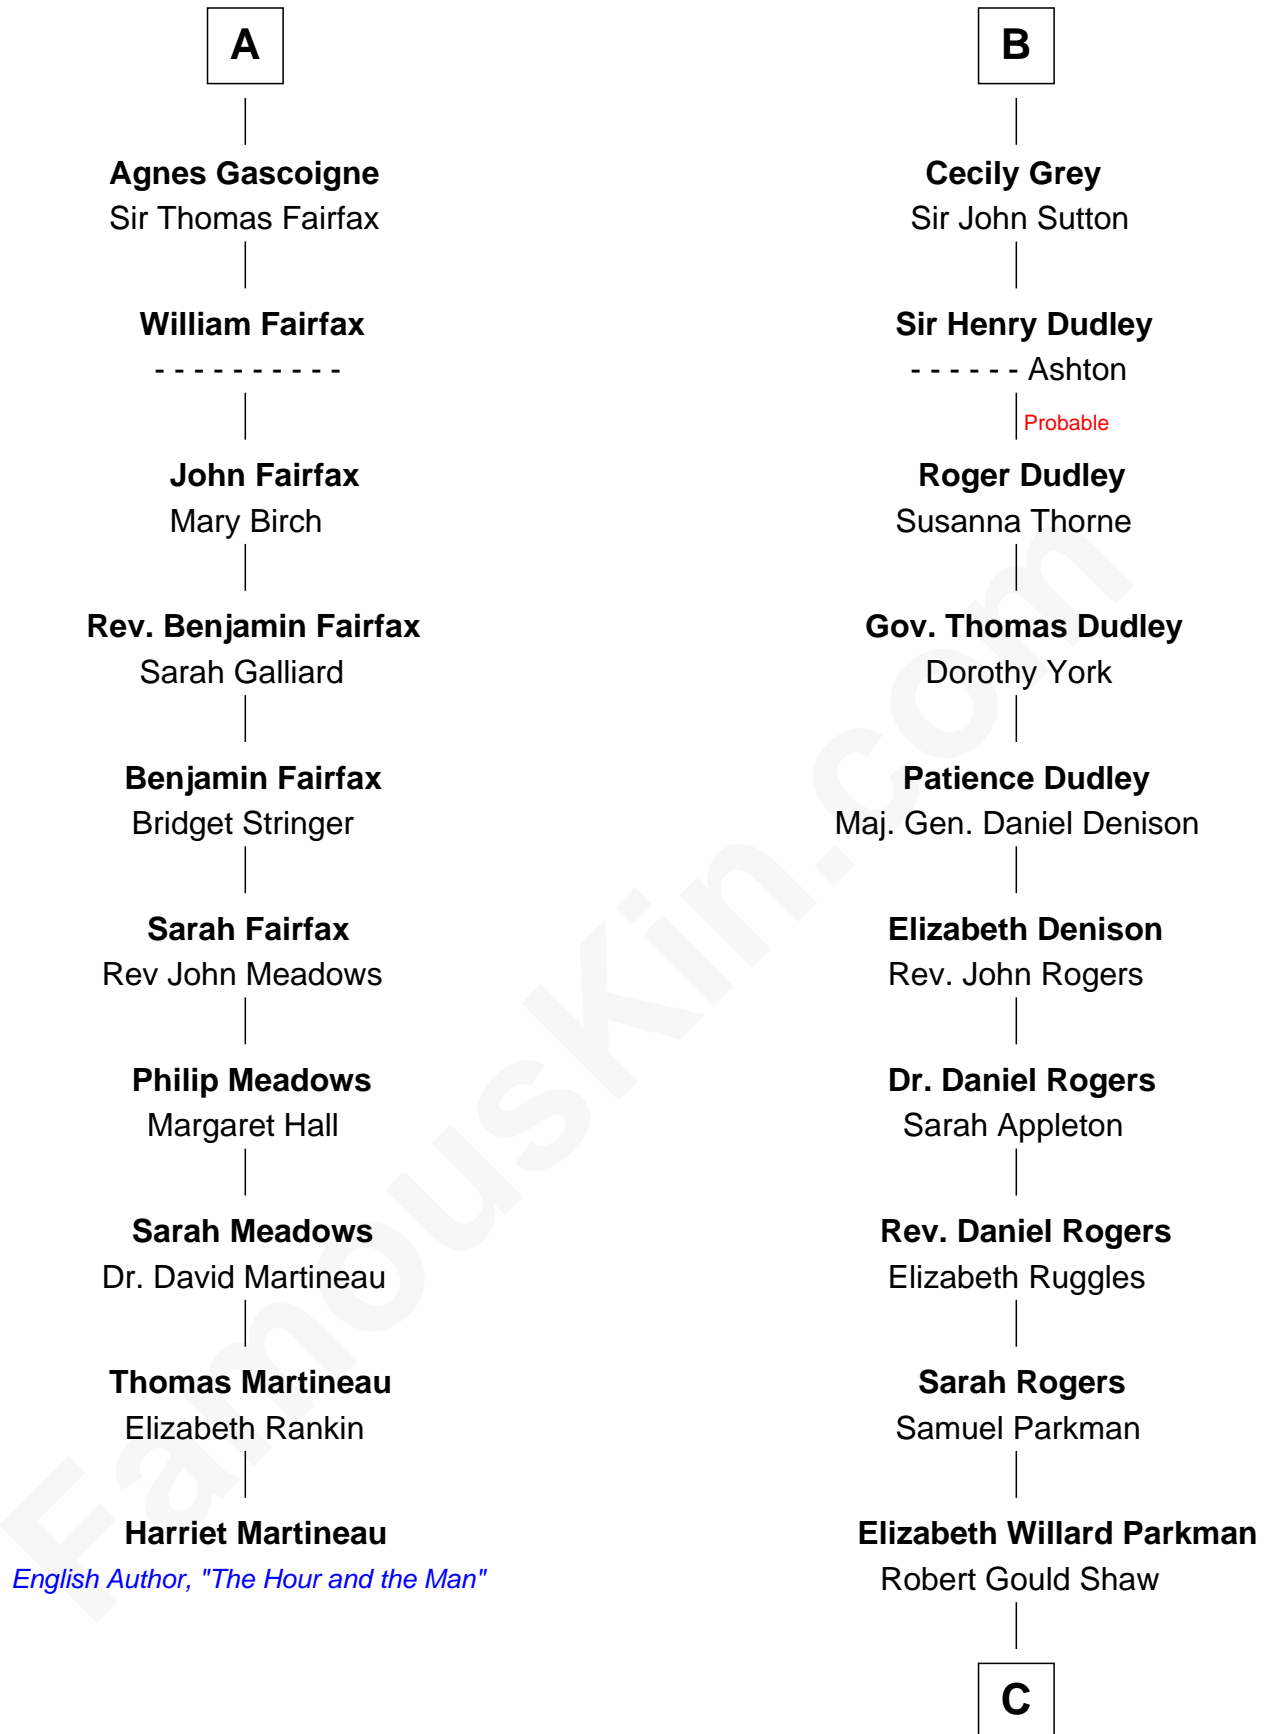 A
Agnes Gascoigne
Sir Thomas Fairfax
William Fairfax
- - - - - - - - - -
John Fairfax
Mary Birch
Rev. Benjamin Fairfax
Sarah Galliard
Benjamin Fairfax
Bridget Stringer
Sarah Fairfax
Rev John Meadows
Philip Meadows
Margaret Hall
Sarah Meadows
Dr. David Martineau
Thomas Martineau
Elizabeth Rankin
Harriet Martineau
English Author, "The Hour and the Man"
B
Cecily Grey
Sir John Sutton
Sir Henry Dudley
- - - - - - Ashton
Probable
Roger Dudley
Susanna Thorne
Gov. Thomas Dudley
Dorothy York
Patience Dudley
Maj. Gen. Daniel Denison
Elizabeth Denison
Rev. John Rogers
Dr. Daniel Rogers
Sarah Appleton
Rev. Daniel Rogers
Elizabeth Ruggles
Sarah Rogers
Samuel Parkman
Elizabeth Willard Parkman
Robert Gould Shaw
C
FamousKin.com